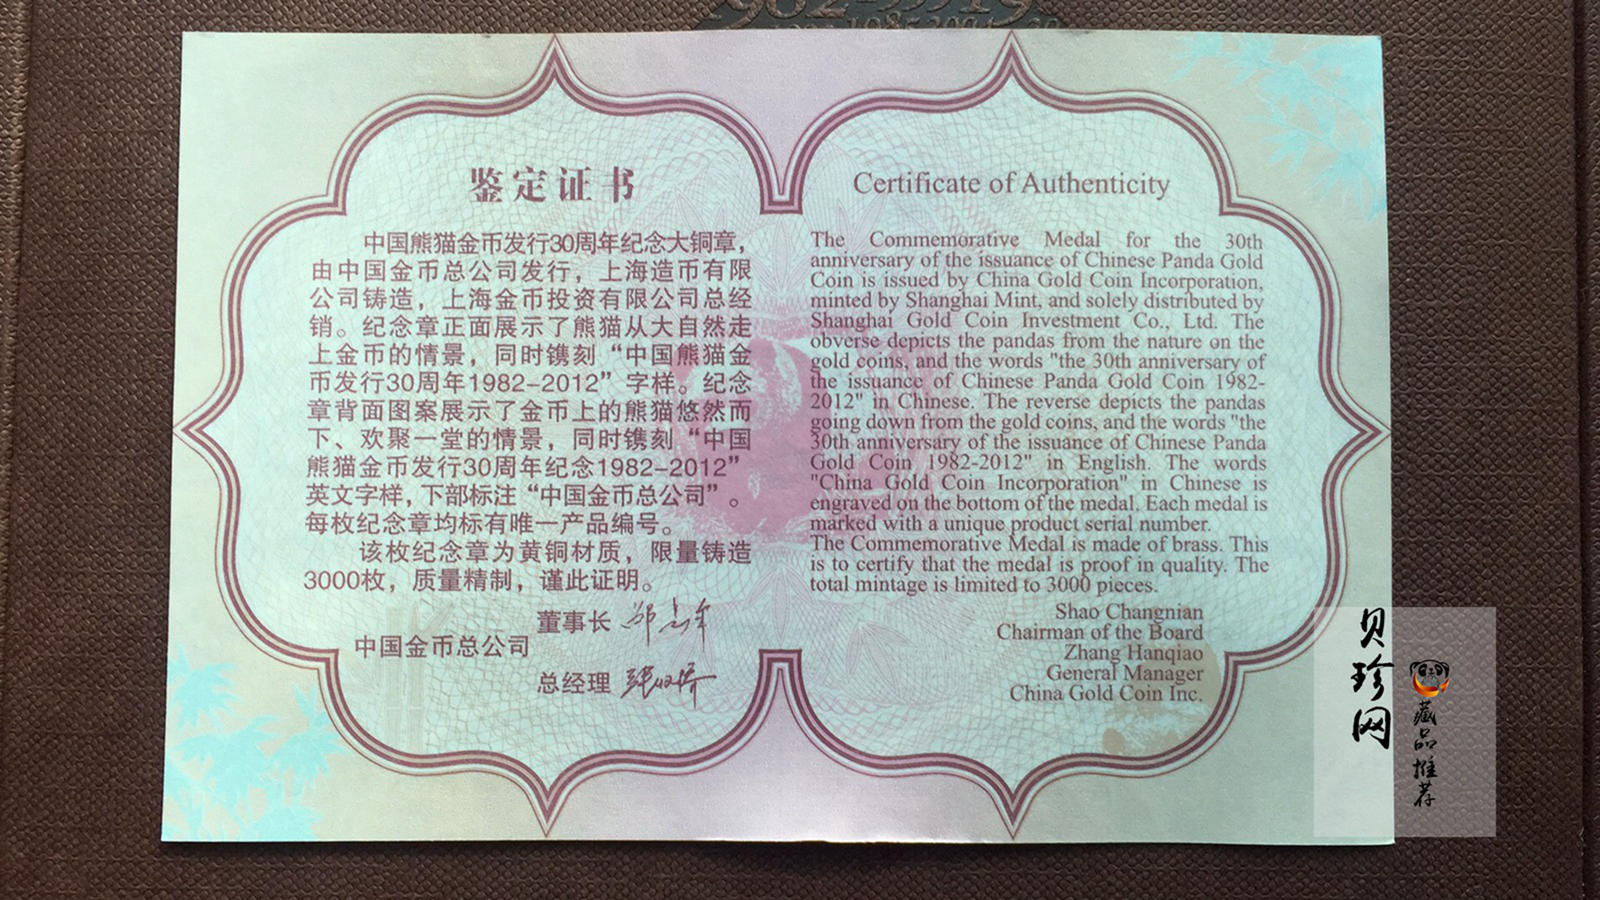 鉴定证书
中国熊猫金币发行30周年纪念大铜章，
由中国金币总公司发行，上海造币有限
公司铸造，上海金币投资有限公司总经
销。纪念章正面展示了熊猫从大自然走
上金币的情景，同时镌刻“中国熊猫金
币发行30周年1982-2012”字样。纪念
章背面图案展示了金币上的熊猫悠然而
下、欢聚一堂的情景，同时镌刻“中国
熊猫金币发行30周年纪念1982-2012”
英文字样，下部标注“中国金币总公司”。
每枚纪念章均标有唯一产品编号。
该枚纪念章为黄铜材质，限量铸造
3000枚，质量精制，谨此证明。
董事长
中国金币总公司
总经理
Certificate of Authenticity
The Commemorative Medal for the 30th
anniversary of the issuance of Chinese Panda Gold
Coin is issued by China Gold Coin Incorporation,
minted by Shanghai Mint, and solely distributed by
Shanghai Gold Coin Investment Co., Ltd. The
obverse depicts the pandas from the nature on the
gold coins, and the words "the 30th anniversary of
the issuance of Chinese Panda Gold Coin 1982-
2012" in Chinese. The reverse depicts the pandas
going down from the gold coins, and the words "the
30th anniversary of the issuance of Chinese Panda
Gold Coin 1982-2012" in English. The words
"China Gold Coin Incorporation" in Chinese is
engraved on the bottom of the medal. Each medal is
marked with a unique product serial number.
The Commemorative Medal is made of brass. This
is to certify that the medal is proof in quality. The
total mintage is limited to 3000 pieces.
Shao Changnian
Chairman of the Board
Zhang Hanqiao
General Manager
China Gold Coin Inc.
贝珍网
藏品推荐